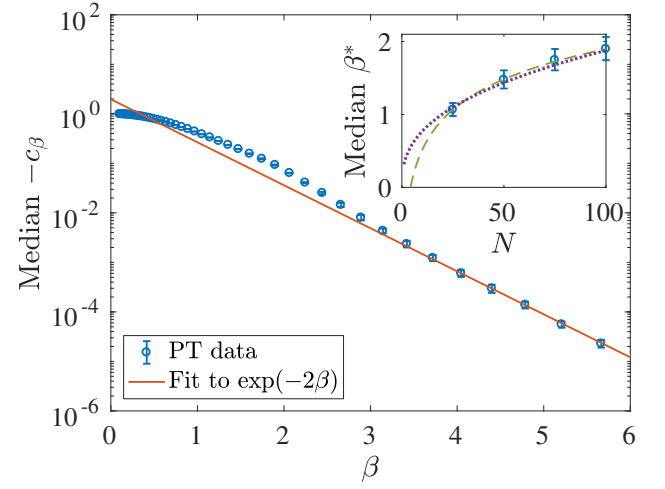 10^2
10^0
10^-2
10^-4
10^-6
Median −c_β
0 1 2 3 4 5 6
β
PT data
Fit to exp(−2β)
2
1
0
Median β*
0 50 100
N